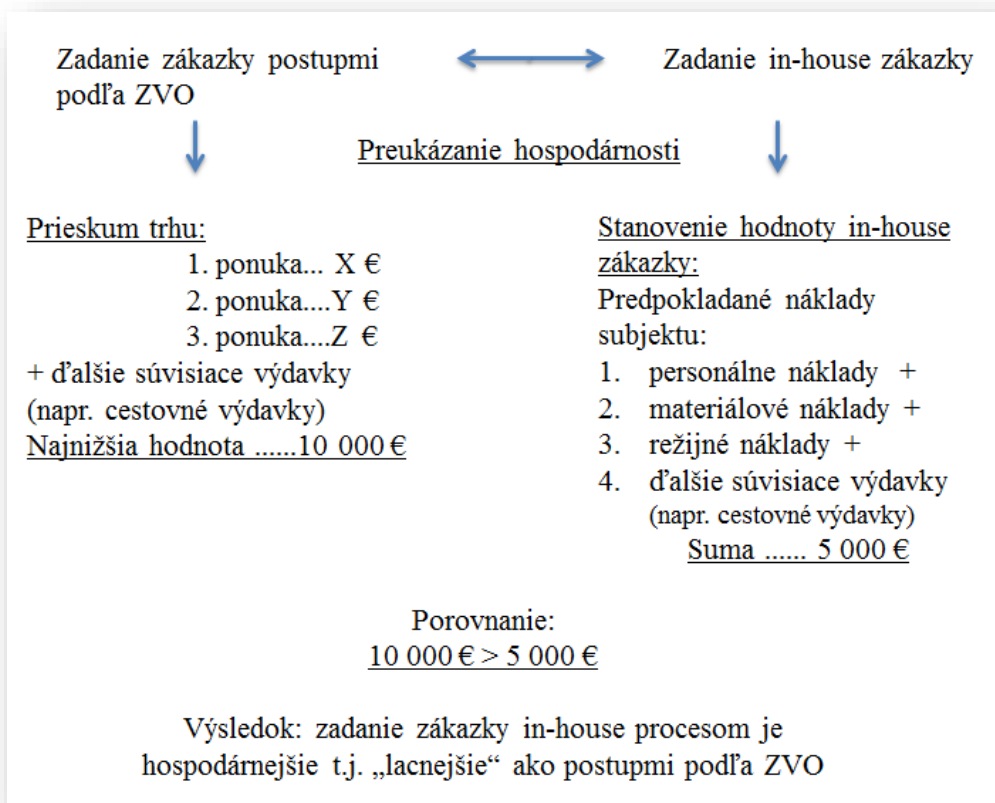 Zadanie zákazky postupmi
podľa ZVO
Zadanie in-house zákazky
Preukázanie hospodárnosti
Prieskum trhu:
1. ponuka... X €
2. ponuka....Y €
3. ponuka....Z €
+ ďalšie súvisiace výdavky
(napr. cestovné výdavky)
Najnižšia hodnota ......10 000 €
Stanovenie hodnoty in-house
zákazky:
Predpokladané náklady
subjektu:
1. personálne náklady +
2. materiálové náklady +
3. režijné náklady +
4. ďalšie súvisiace výdavky
(napr. cestovné výdavky)
Suma ...... 5 000 €
Porovnanie:
10 000 € > 5 000 €
Výsledok: zadanie zákazky in-house procesom je
hospodárnejšie t.j. „lacnejšie“ ako postupmi podľa ZVO